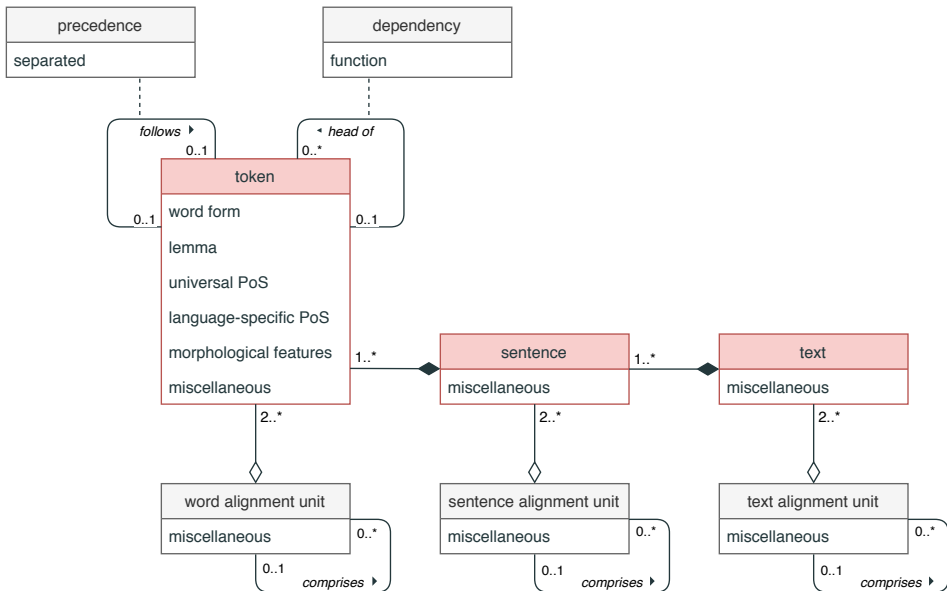 precedence
separated
dependency
function
follows
head of
0..1
0..*
0..1
0..1
token
word form
lemma
universal PoS
language-specific PoS
morphological features
miscellaneous
1..*
sentence
miscellaneous
1..*
text
miscellaneous
2..*
2..*
2..*
word alignment unit
miscellaneous
0..*
0..1
comprises
sentence alignment unit
miscellaneous
0..*
0..1
comprises
text alignment unit
miscellaneous
0..*
0..1
comprises